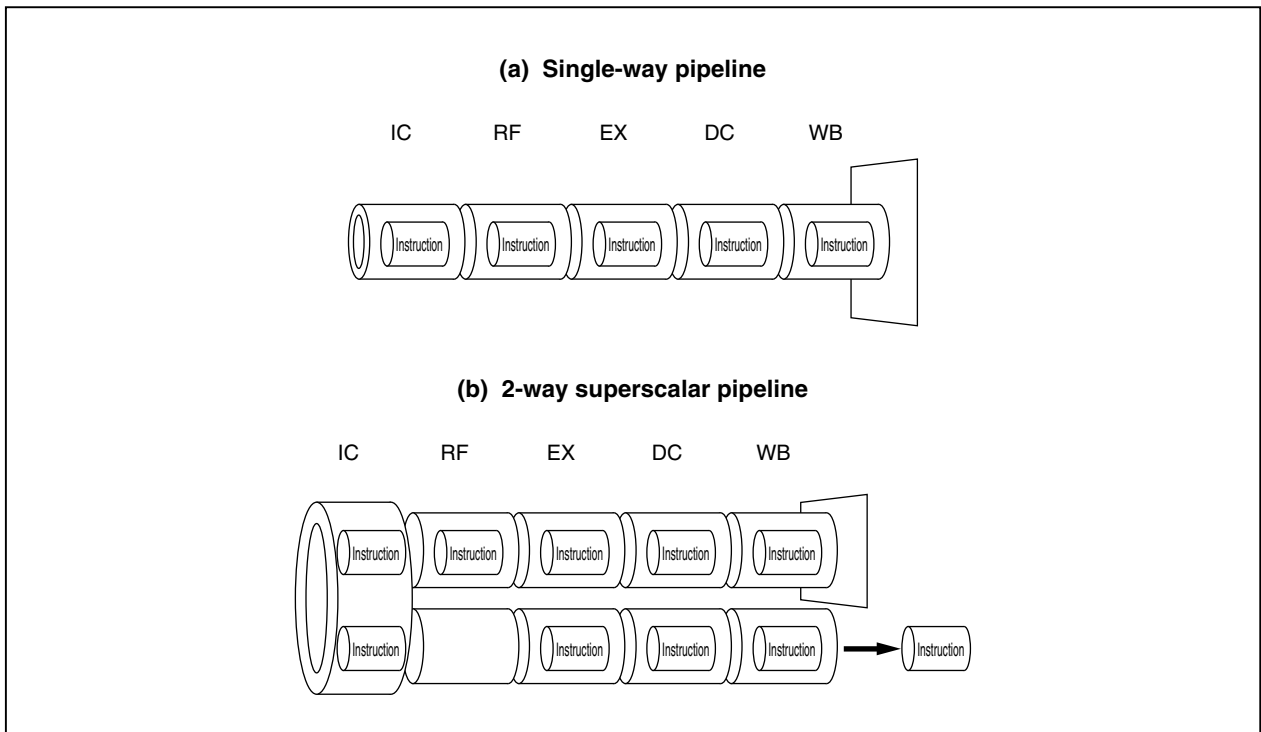 (a) Single-way pipeline
IC RF EX DC WB
Instruction Instruction Instruction Instruction Instruction
(b) 2-way superscalar pipeline
IC RF EX DC WB
Instruction Instruction Instruction Instruction Instruction
Instruction Instruction Instruction Instruction Instruction